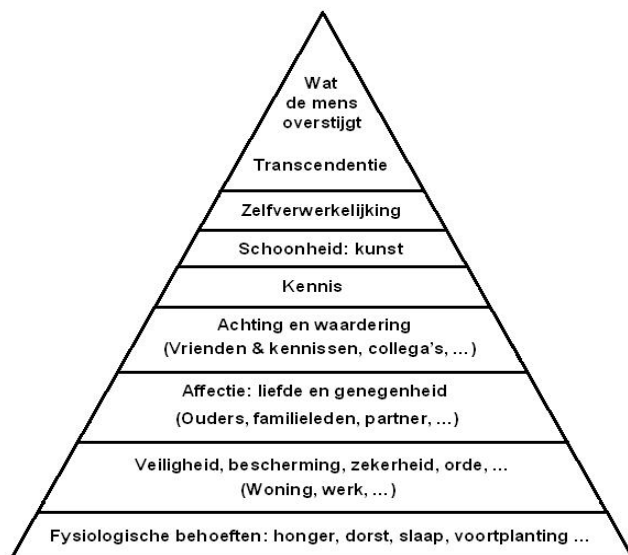 Wat
de mens
overstijgt
Transcendentie
Zelfverwerkelijking
Schoonheid: kunst
Kennis
Achting en waardering
(Vrienden & kennissen, collega's, ...)
Affectie: liefde en genegenheid
(Ouders, familieleden, partner, ...)
Veiligheid, bescherming, zekerheid, orde, ...
(Woning, werk, ...)
Fysiologische behoeften: honger, dorst, slaap, voortplanting ...